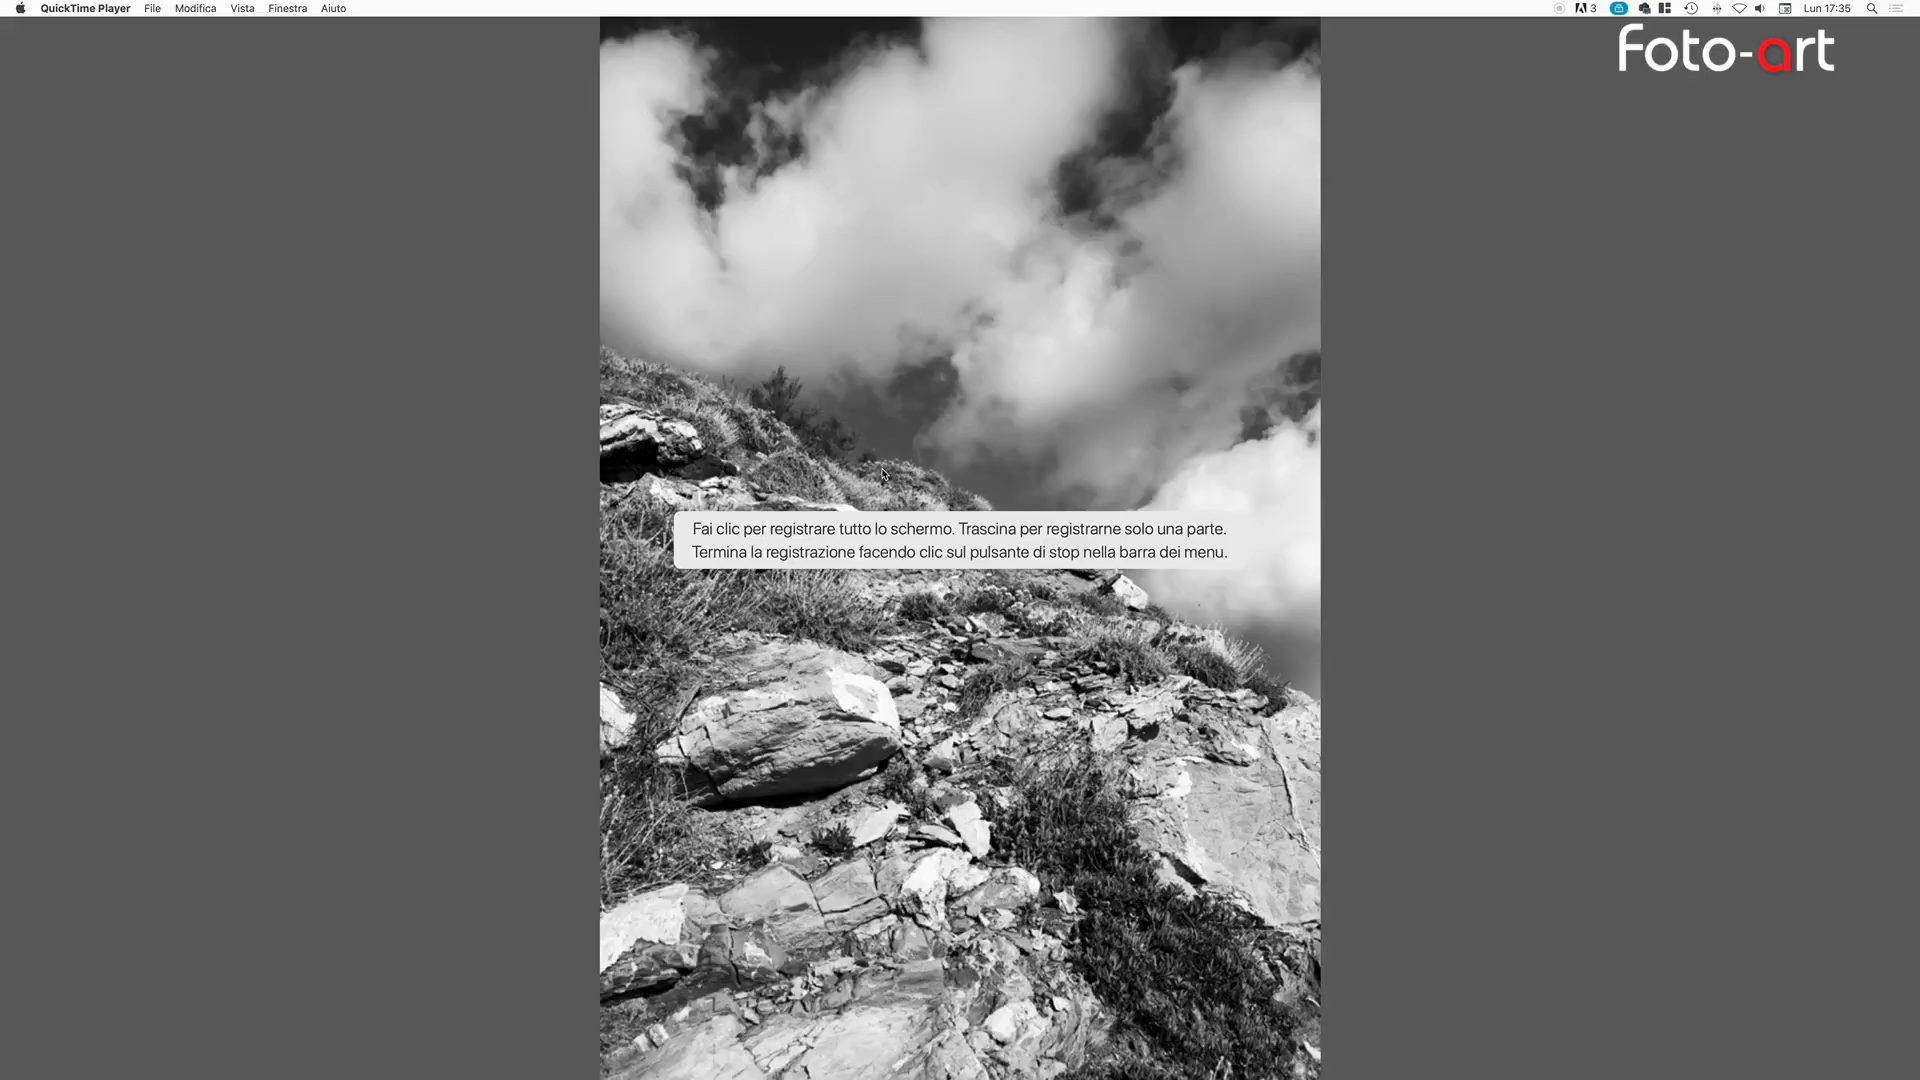 QuickTime Player File Modifica Vista Finestra Aiuto
3 Lun 17:35
foto-art
Fai clic per registrare tutto lo schermo. Trascina per registrarne solo una parte.
Termina la registrazione facendo clic sul pulsante di stop nella barra dei menu.